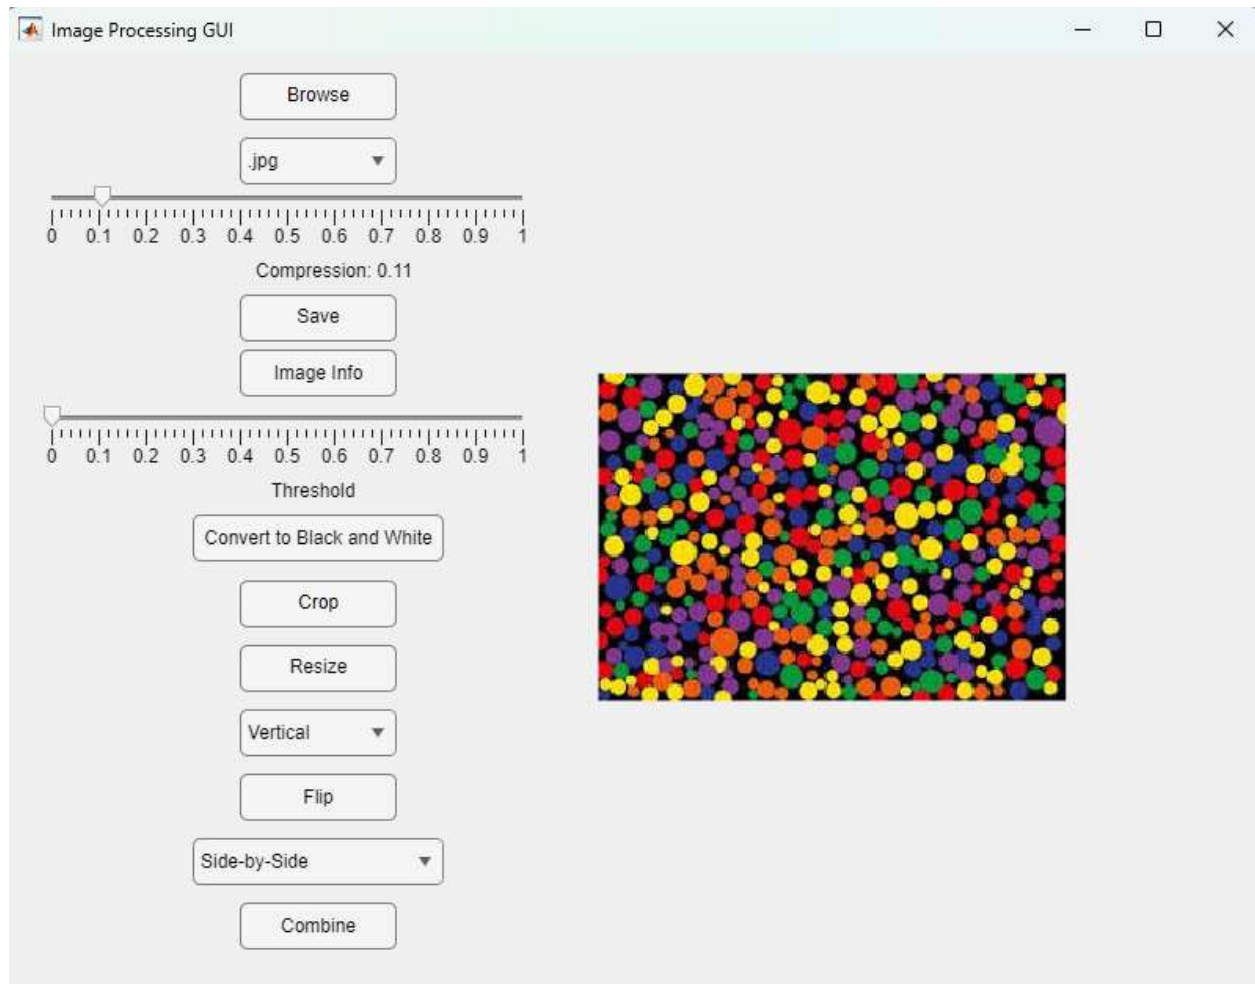 Image Processing GUI
Browse
.jpg
0 0.1 0.2 0.3 0.4 0.5 0.6 0.7 0.8 0.9 1
Compression: 0.11
Save
Image Info
0 0.1 0.2 0.3 0.4 0.5 0.6 0.7 0.8 0.9 1
Threshold
Convert to Black and White
Crop
Resize
Vertical
Flip
Side-by-Side
Combine